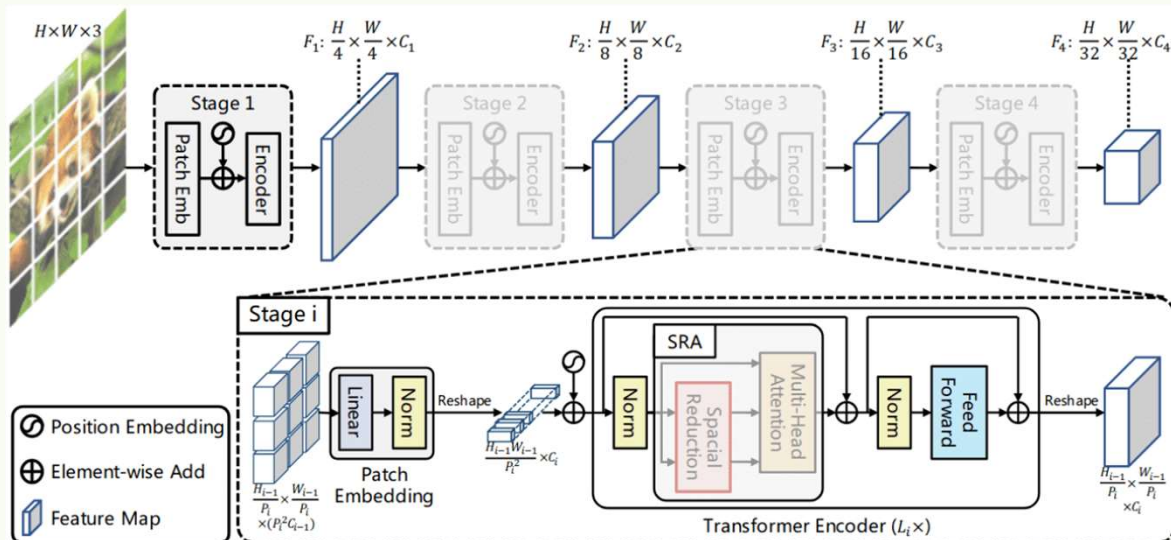 H×W×3
F₁: H/4 × W/4 × C₁
F₂: H/8 × W/8 × C₂
F₃: H/16 × W/16 × C₃
F₄: H/32 × W/32 × C₄
Stage 1
Patch Emb
Encoder
Stage 2
Patch Emb
Encoder
Stage 3
Patch Emb
Encoder
Stage 4
Patch Emb
Encoder
Stage i
Linear
Norm
Patch
Embedding
Reshape
Norm
SRA
Spacial
Reduction
Multi-Head
Attention
Norm
Feed
Forward
Reshape
Hᵢ₋₁/Pᵢ × Wᵢ₋₁/Pᵢ
×(Pᵢ²Cᵢ₋₁)
Hᵢ₋₁Wᵢ₋₁/Pᵢ² ×Cᵢ
Hᵢ₋₁/Pᵢ × Wᵢ₋₁/Pᵢ
×Cᵢ
Transformer Encoder (Lᵢ×)
Position Embedding
Element-wise Add
Feature Map